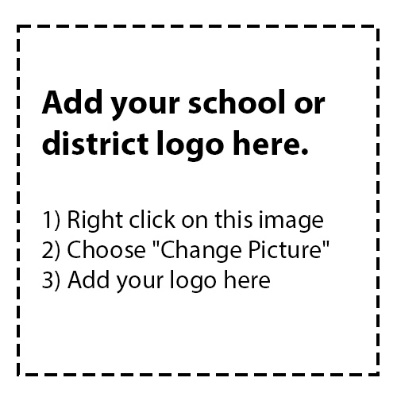 Add your school or
district logo here.
1) Right click on this image
2) Choose "Change Picture"
3) Add your logo here